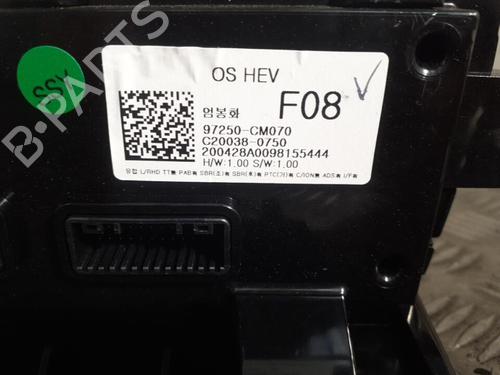 SSY
OS HEV
엄봉화
F08
97250-CM070
C20038-0750
200428A0098155444
H/W:1.00 S/W:1.00
B-PARTS